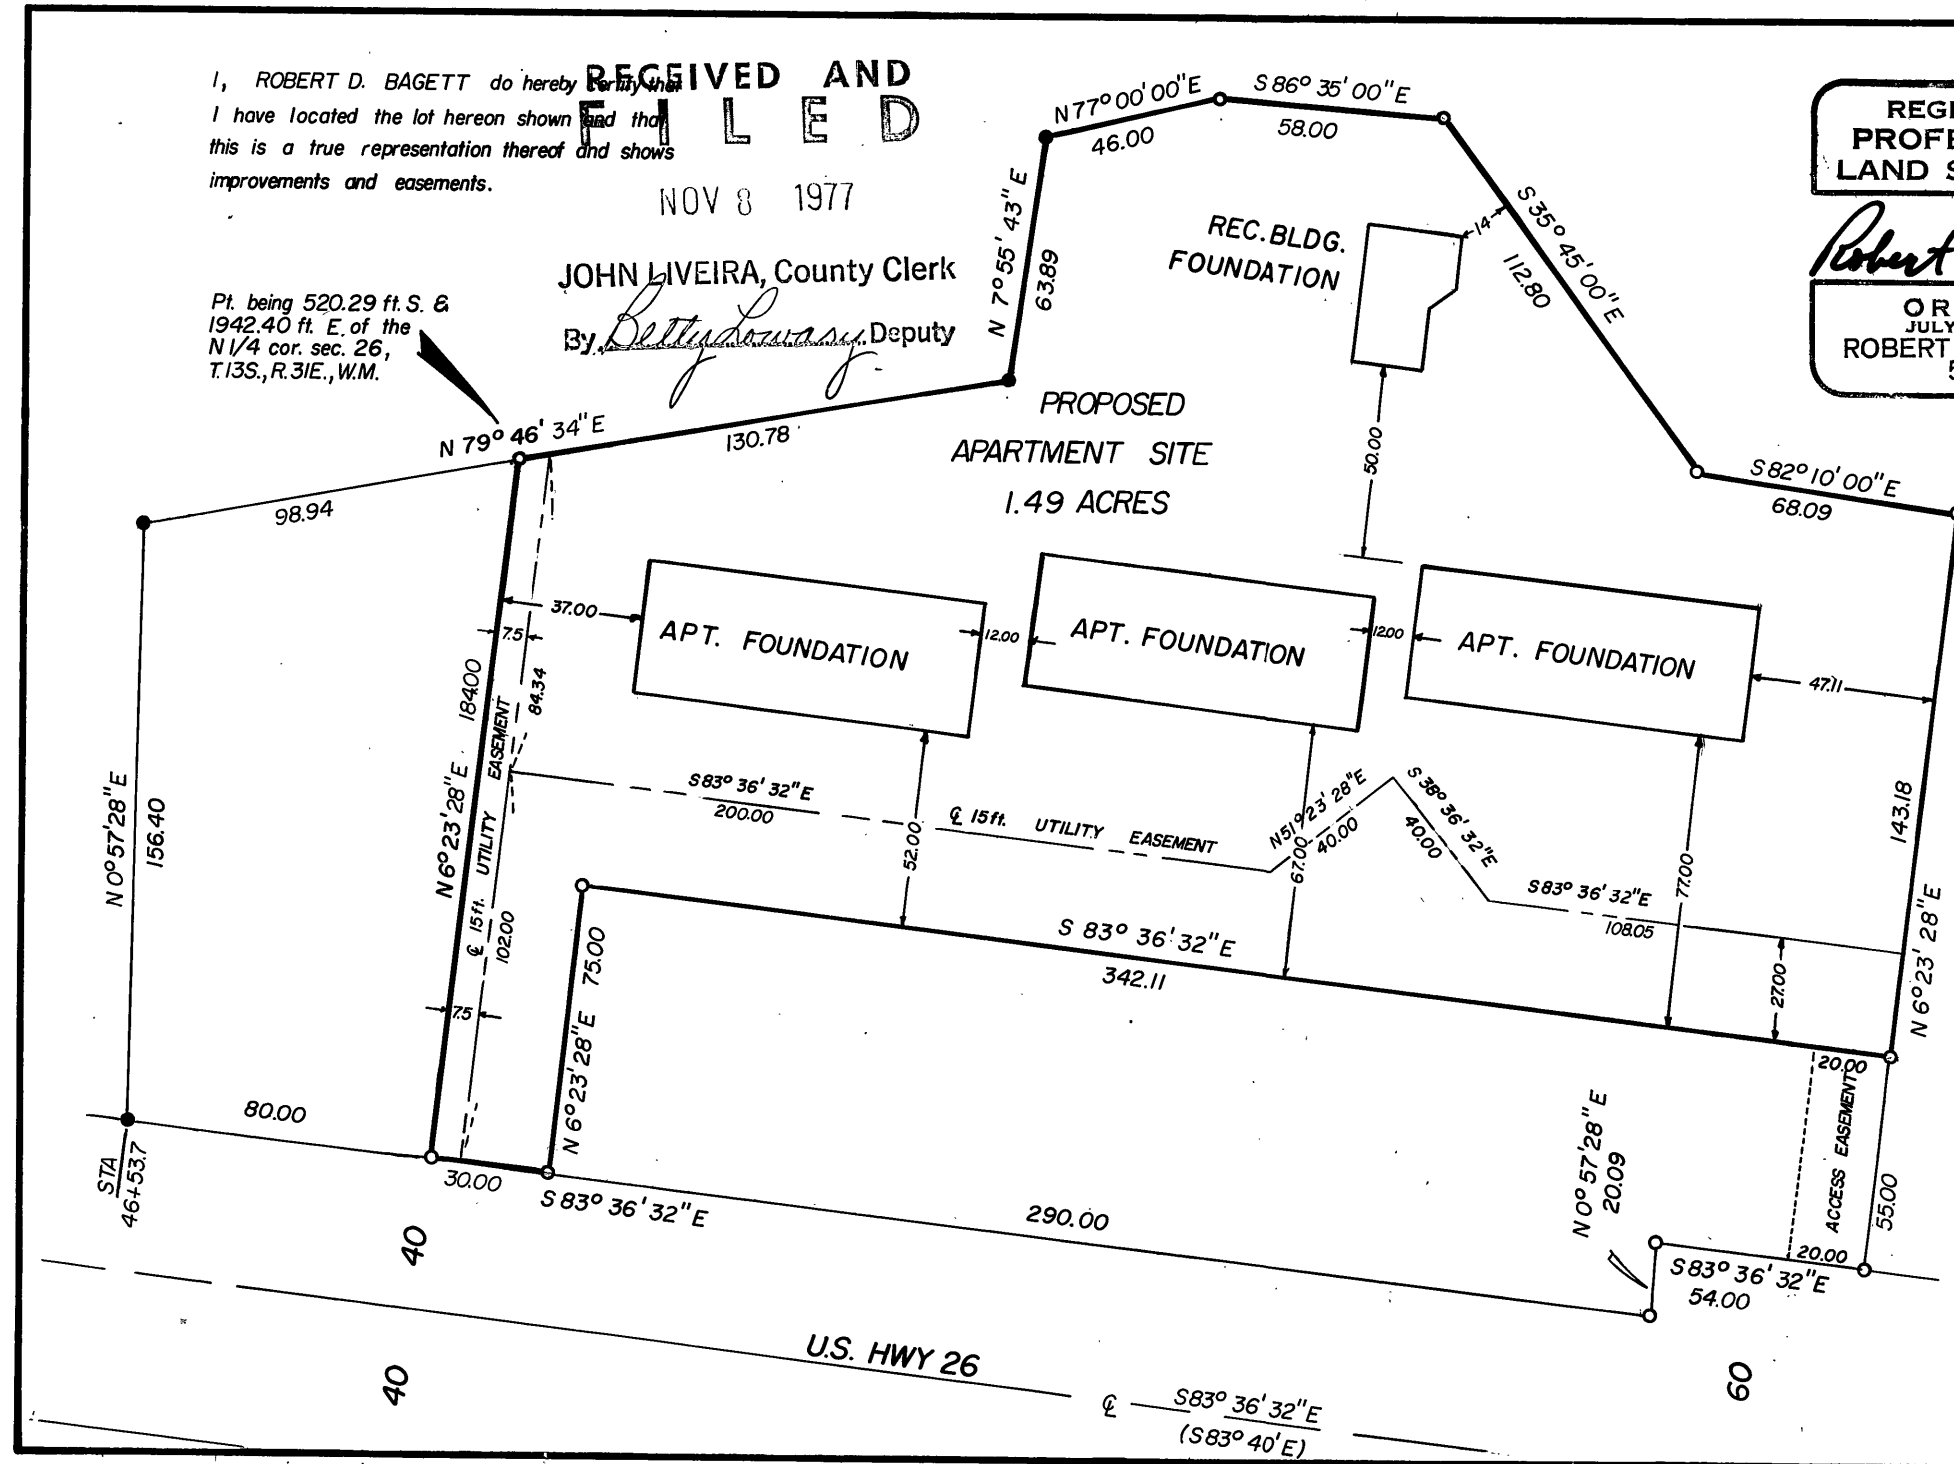 I, ROBERT D. BAGETT do hereby certify that
I have located the lot hereon shown and that
this is a true representation thereof and shows
improvements and easements.
RECEIVED AND
FILED
NOV 8 1977
JOHN LIVEIRA, County Clerk
By Betty Deputy
Pt. being 520.29 ft. S. &
1942.40 ft. E. of the
N 1/4 cor. sec. 26,
T.13S., R.31E., W.M.
N 77° 00' 00" E
46.00
S 86° 35' 00" E
58.00
N 7° 55' 43" E
63.89
REC. BLDG.
FOUNDATION
14
S 35° 45' 00" E
112.80
REGI
PROFE
LAND S
Robert
OR
JULY
ROBERT
5
N 79° 46' 34" E
130.78
98.94
PROPOSED
APARTMENT SITE
1.49 ACRES
50.00
S 82° 10' 00" E
68.09
37.00
7.5
APT. FOUNDATION
12.00
APT. FOUNDATION
12.00
APT. FOUNDATION
47.11
N 0° 57' 28" E
156.40
N 6° 23' 28" E 184.00
℄ 15 ft. UTILITY EASEMENT
84.34
102.00
7.5
S 83° 36' 32" E
200.00
52.00
℄ 15 ft. UTILITY EASEMENT
N 51° 23' 28" E
40.00
67.00
S 38° 36' 32" E
40.00
S 83° 36' 32" E
108.05
77.00
27.00
143.18
N 6° 23' 28" E
S 83° 36' 32" E
342.11
N 6° 23' 28" E 75.00
20.00
ACCESS EASEMENT
55.00
20.00
N 0° 57' 28" E
20.09
S 83° 36' 32" E
54.00
80.00
STA
46+53.7
30.00
S 83° 36' 32" E
290.00
40
40
60
U.S. HWY 26
℄ S 83° 36' 32" E
(S 83° 40' E)